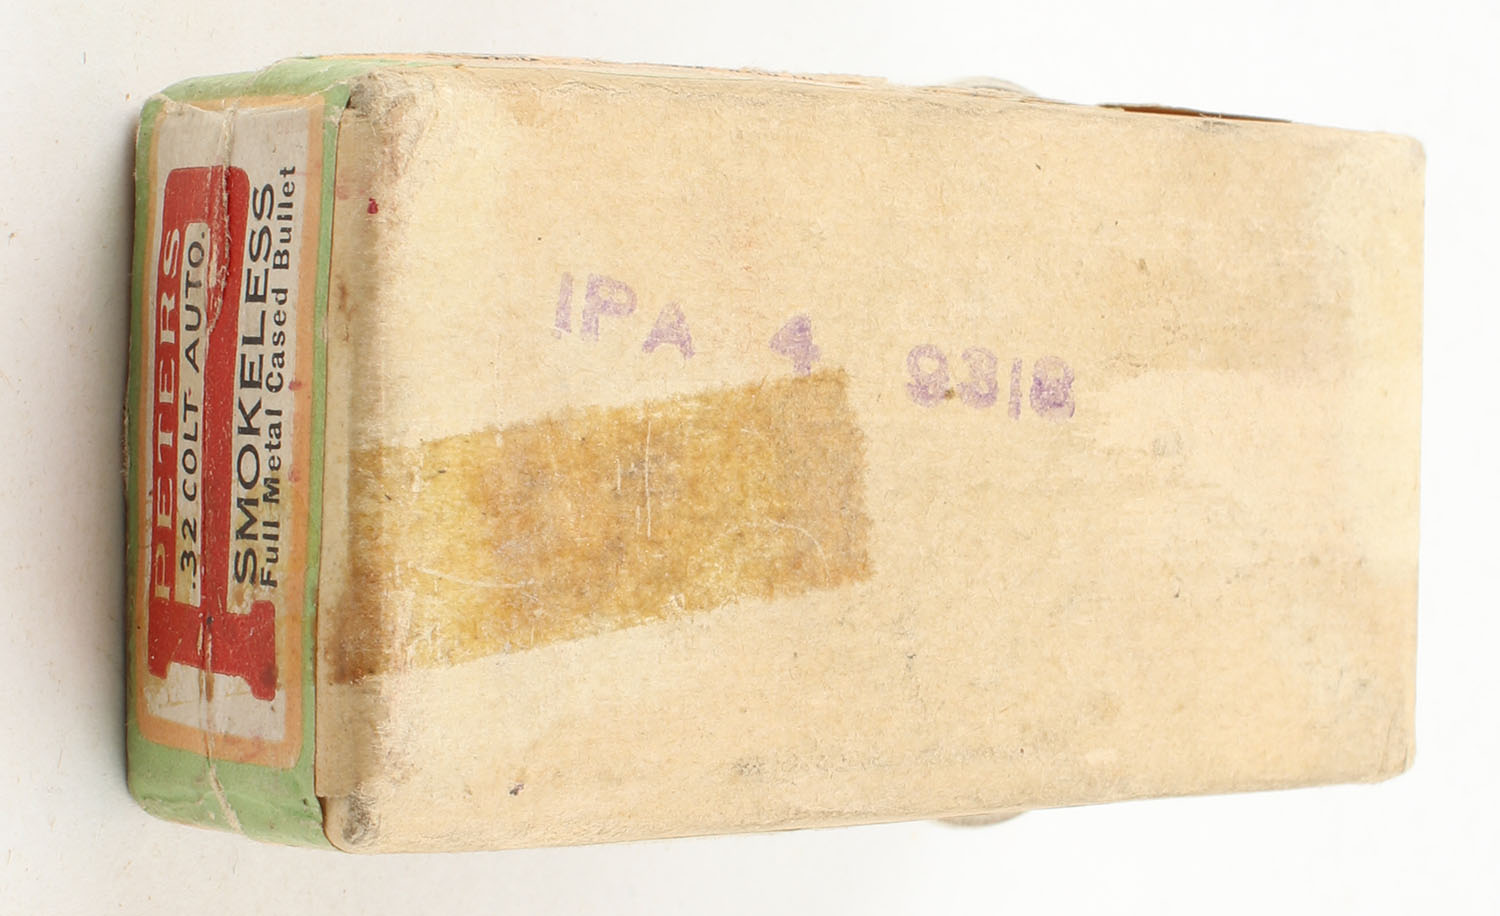 PETERS
.32 COLT AUTO.
SMOKELESS
Full Metal Cased Bullet
IPA 4 9318